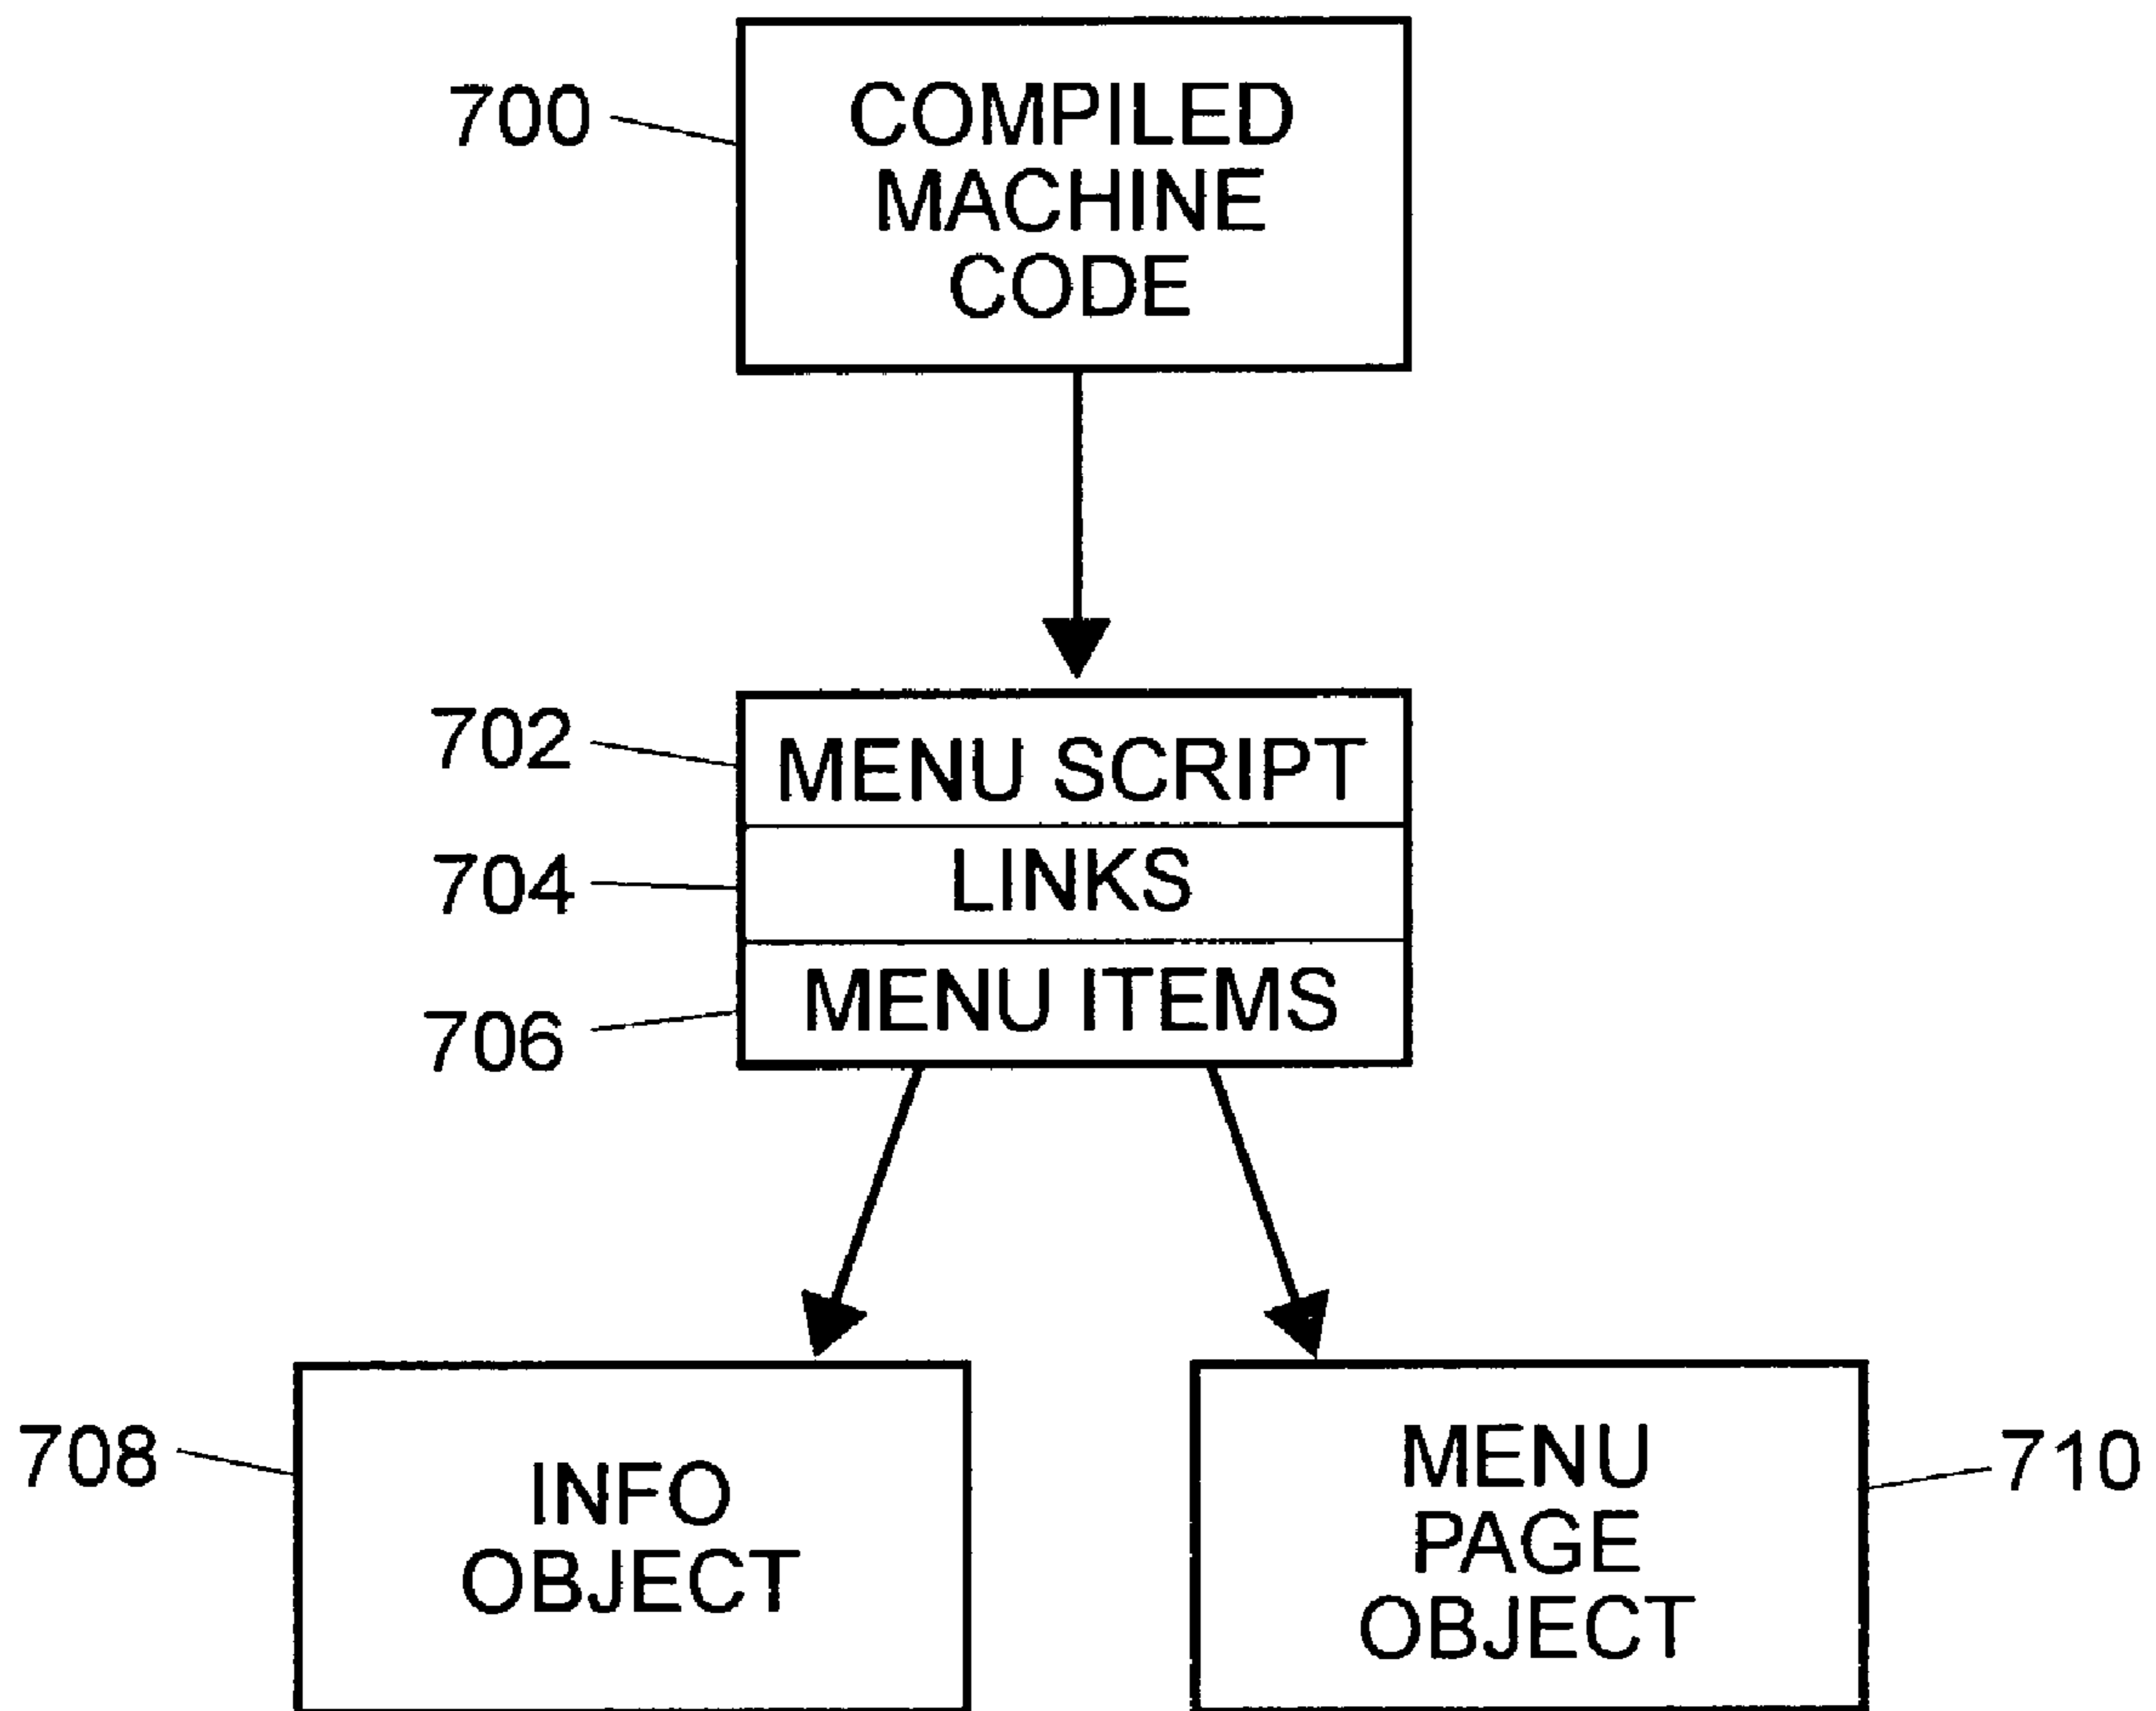 700
COMPILED
MACHINE
CODE
702
MENU SCRIPT
704
LINKS
706
MENU ITEMS
708
INFO
OBJECT
MENU
PAGE
OBJECT
710